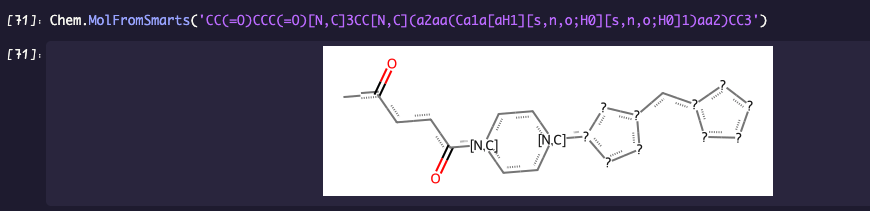 [71]: Chem.MolFromSmarts('CC(=O)CCC(=O)[N,C]3CC[N,C](a2aa(Ca1a[aH1][s,n,o;H0][s,n,o;H0]1)aa2)CC3')
[71]:
O
?
? ? ? ?
[N,C] [N,C] ? ? ? ?
?
O